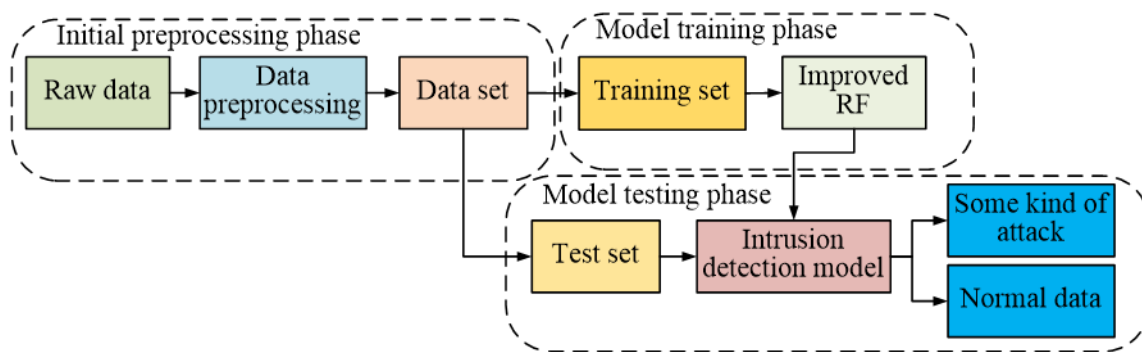 Initial preprocessing phase
Raw data
Data
preprocessing
Data set
Model training phase
Training set
Improved
RF
Model testing phase
Test set
Intrusion
detection model
Some kind of
attack
Normal data